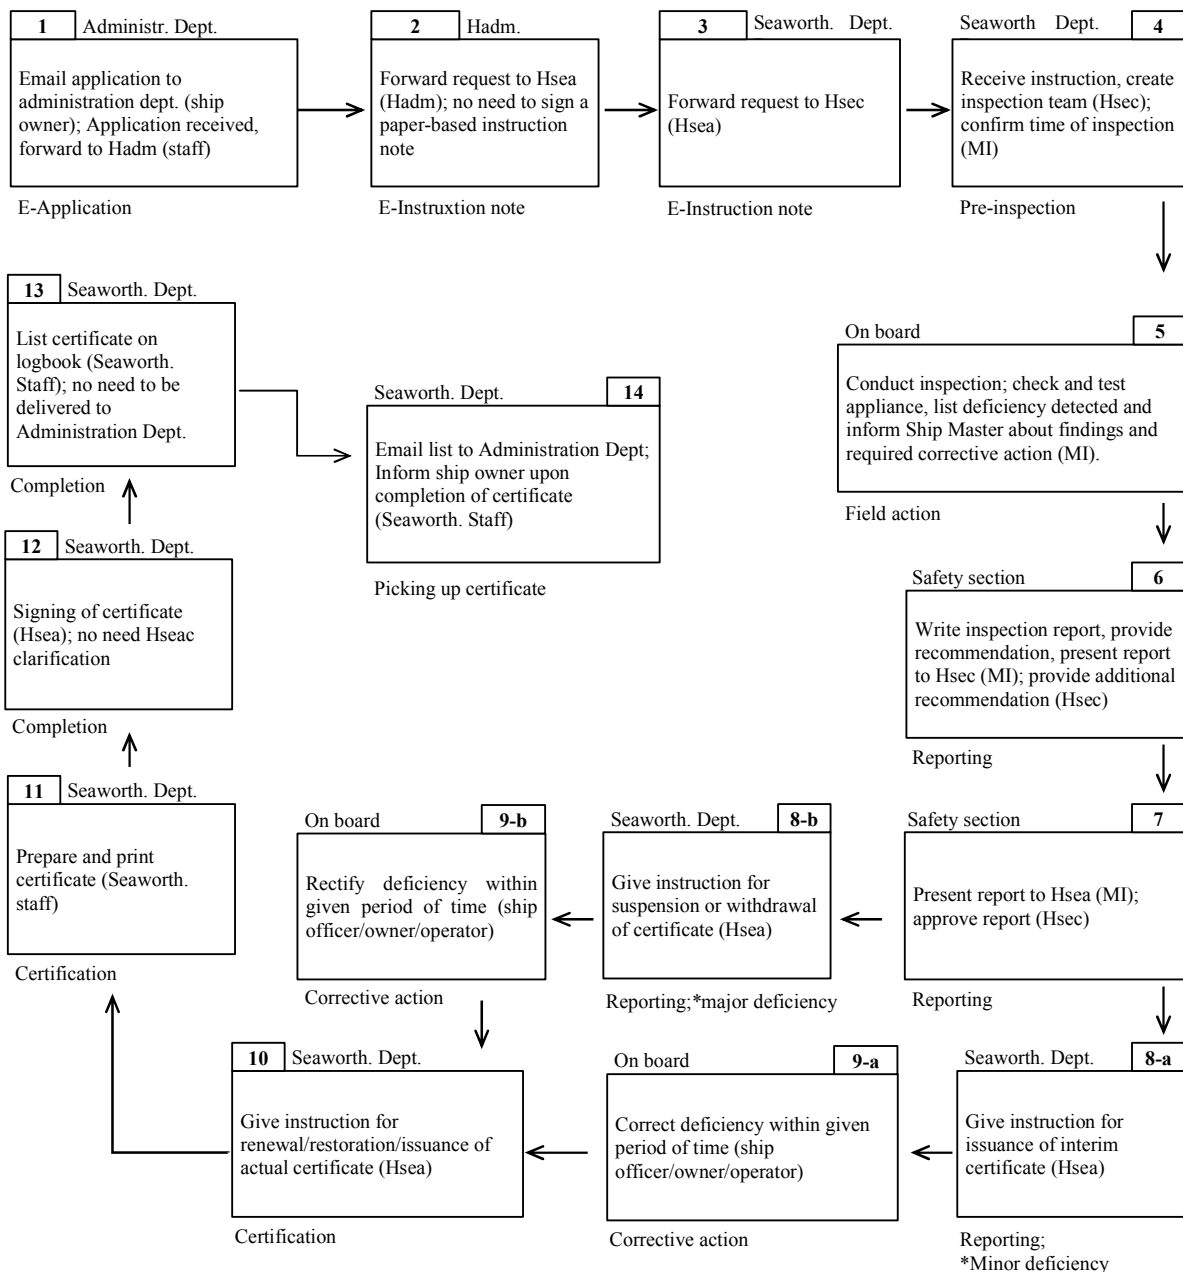 1 Administr. Dept.
Email application to
administration dept. (ship
owner); Application received,
forward to Hadm (staff)
E-Application
2 Hadm.
Forward request to Hsea
(Hadm); no need to sign a
paper-based instruction
note
E-Instruxtion note
3 Seaworth. Dept.
Forward request to Hsec
(Hsea)
E-Instruction note
Seaworth Dept. 4
Receive instruction, create
inspection team (Hsec);
confirm time of inspection
(MI)
Pre-inspection
On board 5
Conduct inspection; check and test
appliance, list deficiency detected and
inform Ship Master about findings and
required corrective action (MI).
Field action
Safety section 6
Write inspection report, provide
recommendation, present report
to Hsec (MI); provide additional
recommendation (Hsec)
Reporting
Safety section 7
Present report to Hsea (MI);
approve report (Hsec)
Reporting
Seaworth. Dept. 8-a
Give instruction for
issuance of interim
certificate (Hsea)
Reporting;
*Minor deficiency
Seaworth. Dept. 8-b
Give instruction for
suspension or withdrawal
of certificate (Hsea)
Reporting;*major deficiency
On board 9-a
Correct deficiency within given
period of time (ship
officer/owner/operator)
Corrective action
On board 9-b
Rectify deficiency within
given period of time (ship
officer/owner/operator)
Corrective action
10 Seaworth. Dept.
Give instruction for
renewal/restoration/issuance of
actual certificate (Hsea)
Certification
11 Seaworth. Dept.
Prepare and print
certificate (Seaworth.
staff)
Certification
12 Seaworth. Dept.
Signing of certificate
(Hsea); no need Hseac
clarification
Completion
13 Seaworth. Dept.
List certificate on
logbook (Seaworth.
Staff); no need to be
delivered to
Administration Dept.
Completion
Seaworth. Dept. 14
Email list to Administration Dept;
Inform ship owner upon
completion of certificate
(Seaworth. Staff)
Picking up certificate